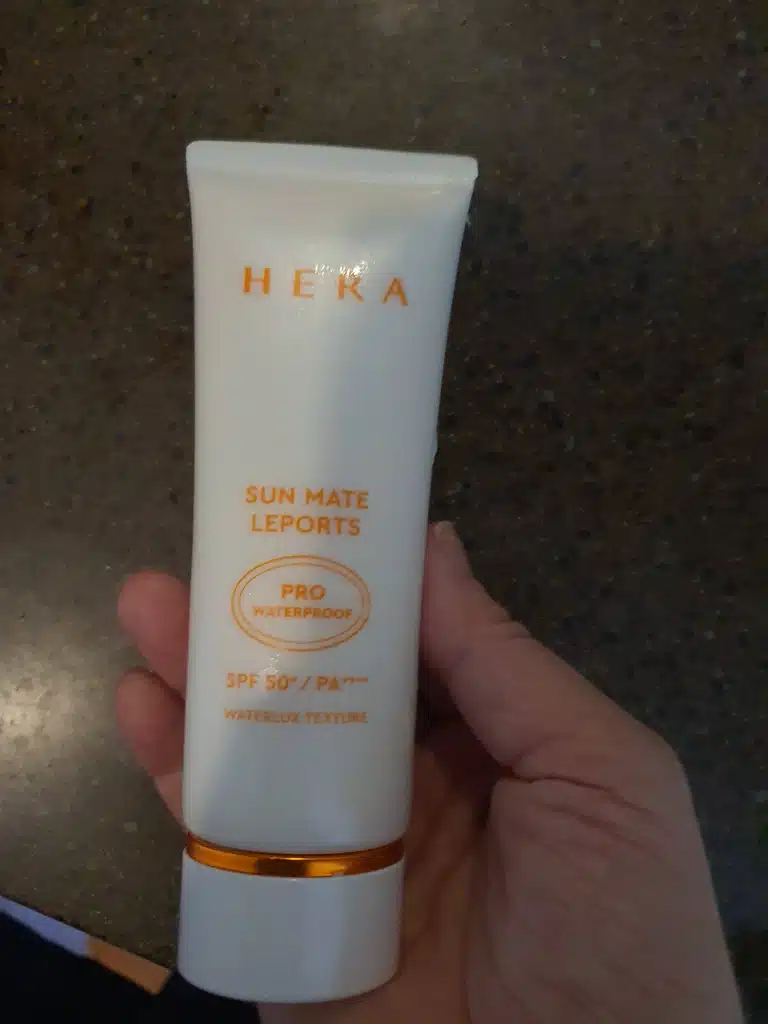 HERA
SUN MATE
LEPORTS
PRO
WATERPROOF
SPF 50+ / PA++++
WATERLUX TEXTURE